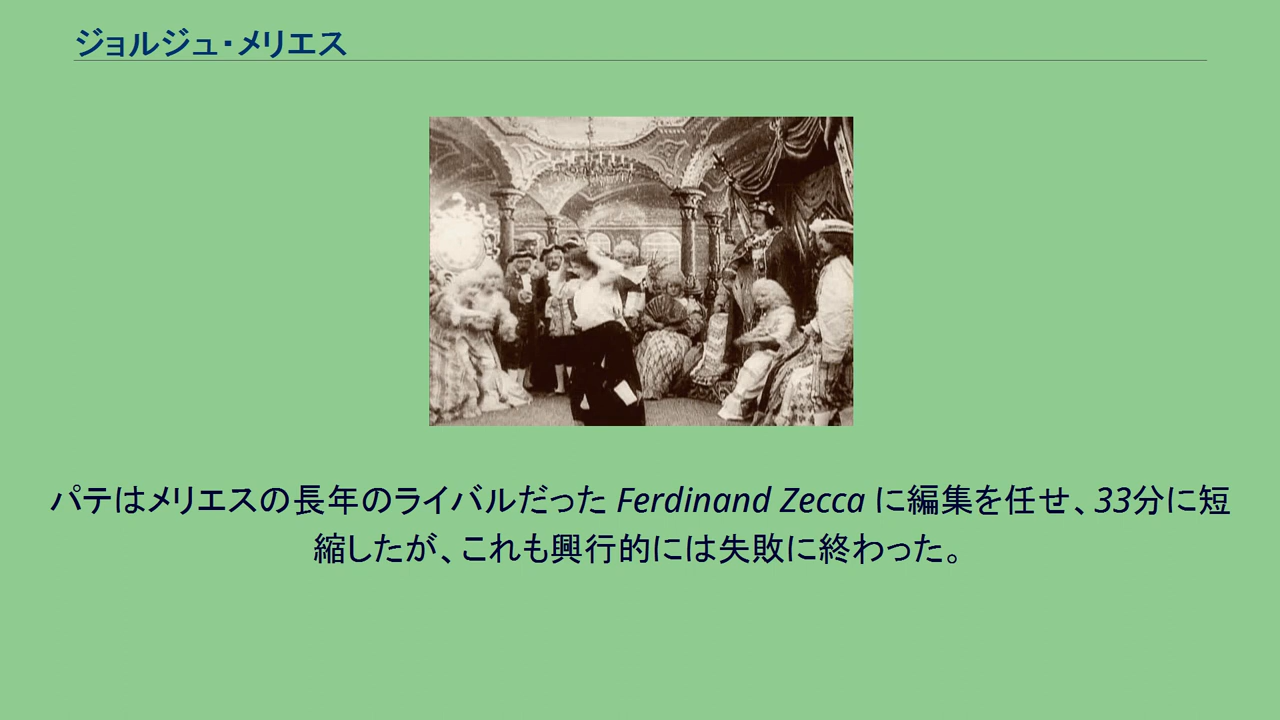 ジョルジュ・メリエス
パテはメリエスの長年のライバルだった Ferdinand Zecca に編集を任せ、33分に短
縮したが、これも興行的には失敗に終わった。